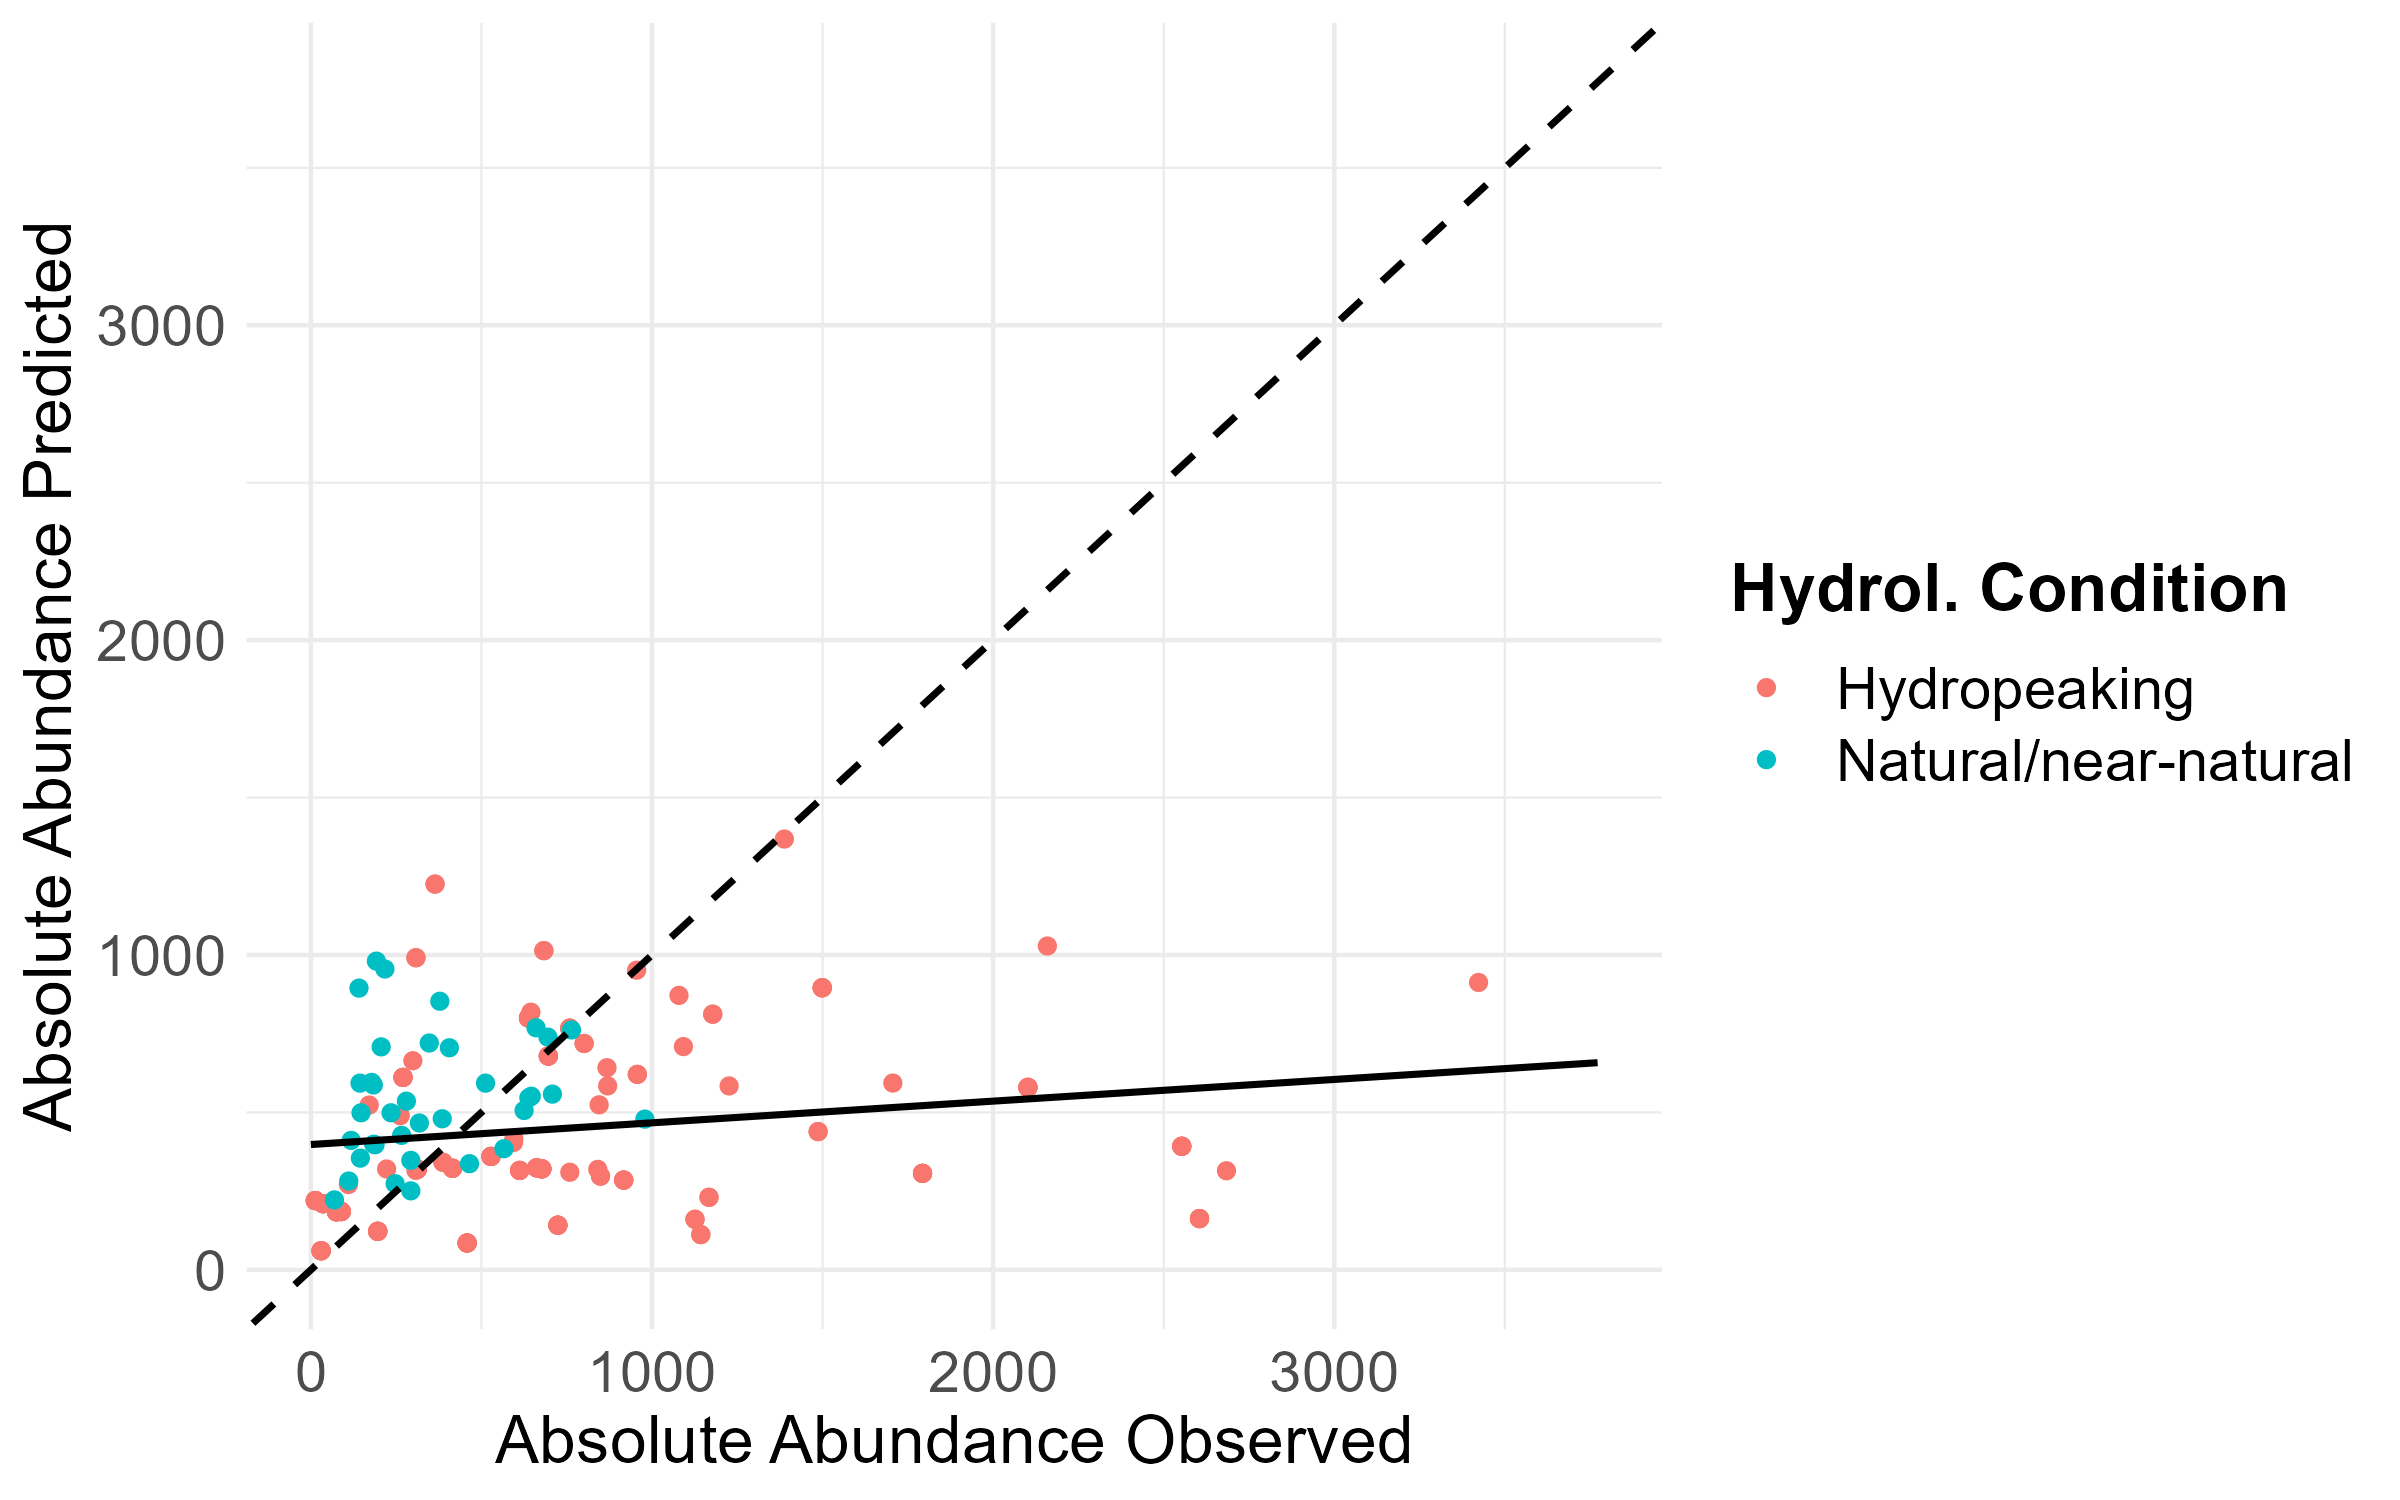 Absolute Abundance Predicted
3000
2000
1000
0
0 1000 2000 3000
Absolute Abundance Observed
Hydrol. Condition
Hydropeaking
Natural/near-natural